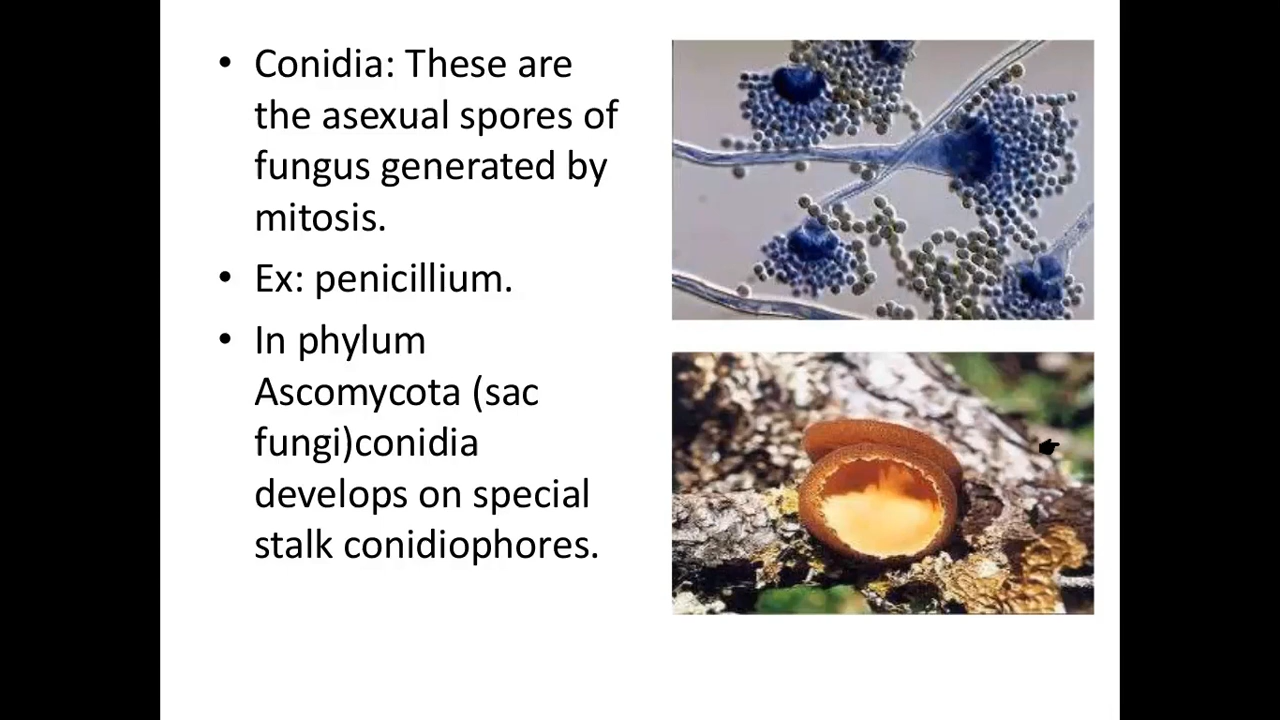 • Conidia: These are
the asexual spores of
fungus generated by
mitosis.
• Ex: penicillium.
• In phylum
Ascomycota (sac
fungi)conidia
develops on special
stalk conidiophores.